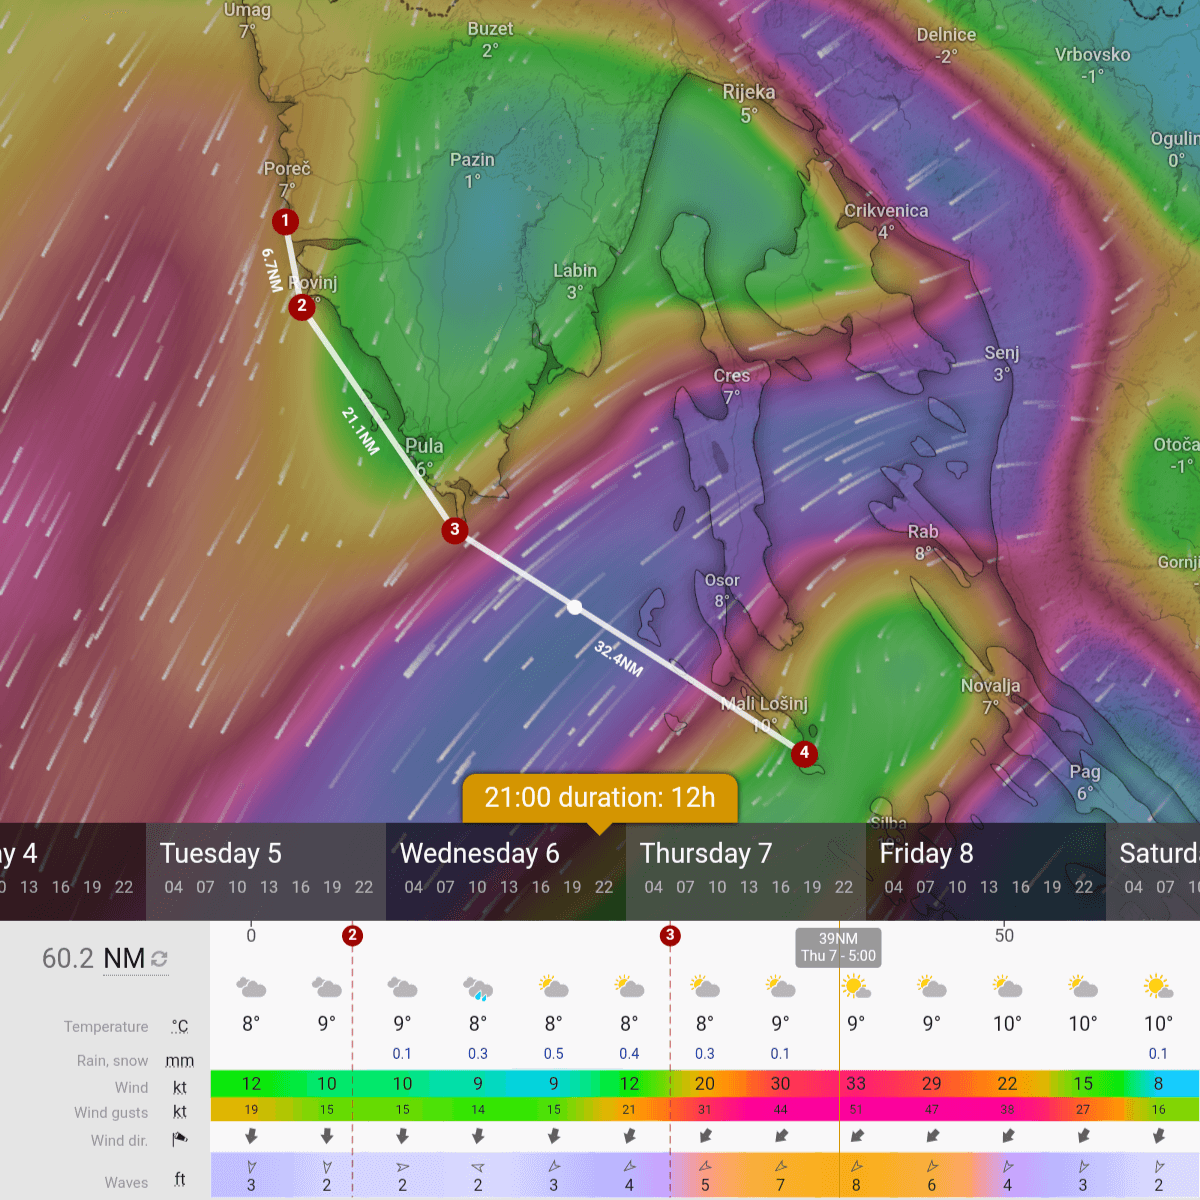 Umag
7°
Buzet
2°
Delnice
-2°
Vrbovsko
-1°
Rijeka
5°
Ogulin
0°
Poreč
7°
Pazin
1°
Crikvenica
4°
1
6.7NM
Rovinj
2
Labin
3°
Senj
3°
Cres
7°
21.1NM
Pula
6°
Otoča
-1°
3
Rab
8°
Gornj
Osor
8°
32.4NM
Mali Lošinj
10°
Novalja
7°
4
Pag
6°
Silba
21:00 duration: 12h
ay 4
Tuesday 5
Wednesday 6
Thursday 7
Friday 8
Saturd
0 13 16 19 22
04 07 10 13 16 19 22
04 07 10 13 16 19 22
04 07 10 13 16 19 22
04 07 10 13 16 19 22
04 07 10
60.2 NM
0 2 3 50
39NM
Thu 7 - 5:00
Temperature °C 8° 9° 9° 8° 8° 8° 8° 9° 9° 9° 10° 10° 10°
Rain, snow mm 0.1 0.3 0.5 0.4 0.3 0.1 0.1
Wind kt 12 10 10 9 9 12 20 30 33 29 22 15 8
Wind gusts kt 19 15 15 14 15 21 31 44 51 47 38 27 16
Wind dir.
Waves ft 3 2 2 2 3 4 5 7 8 6 4 3 2